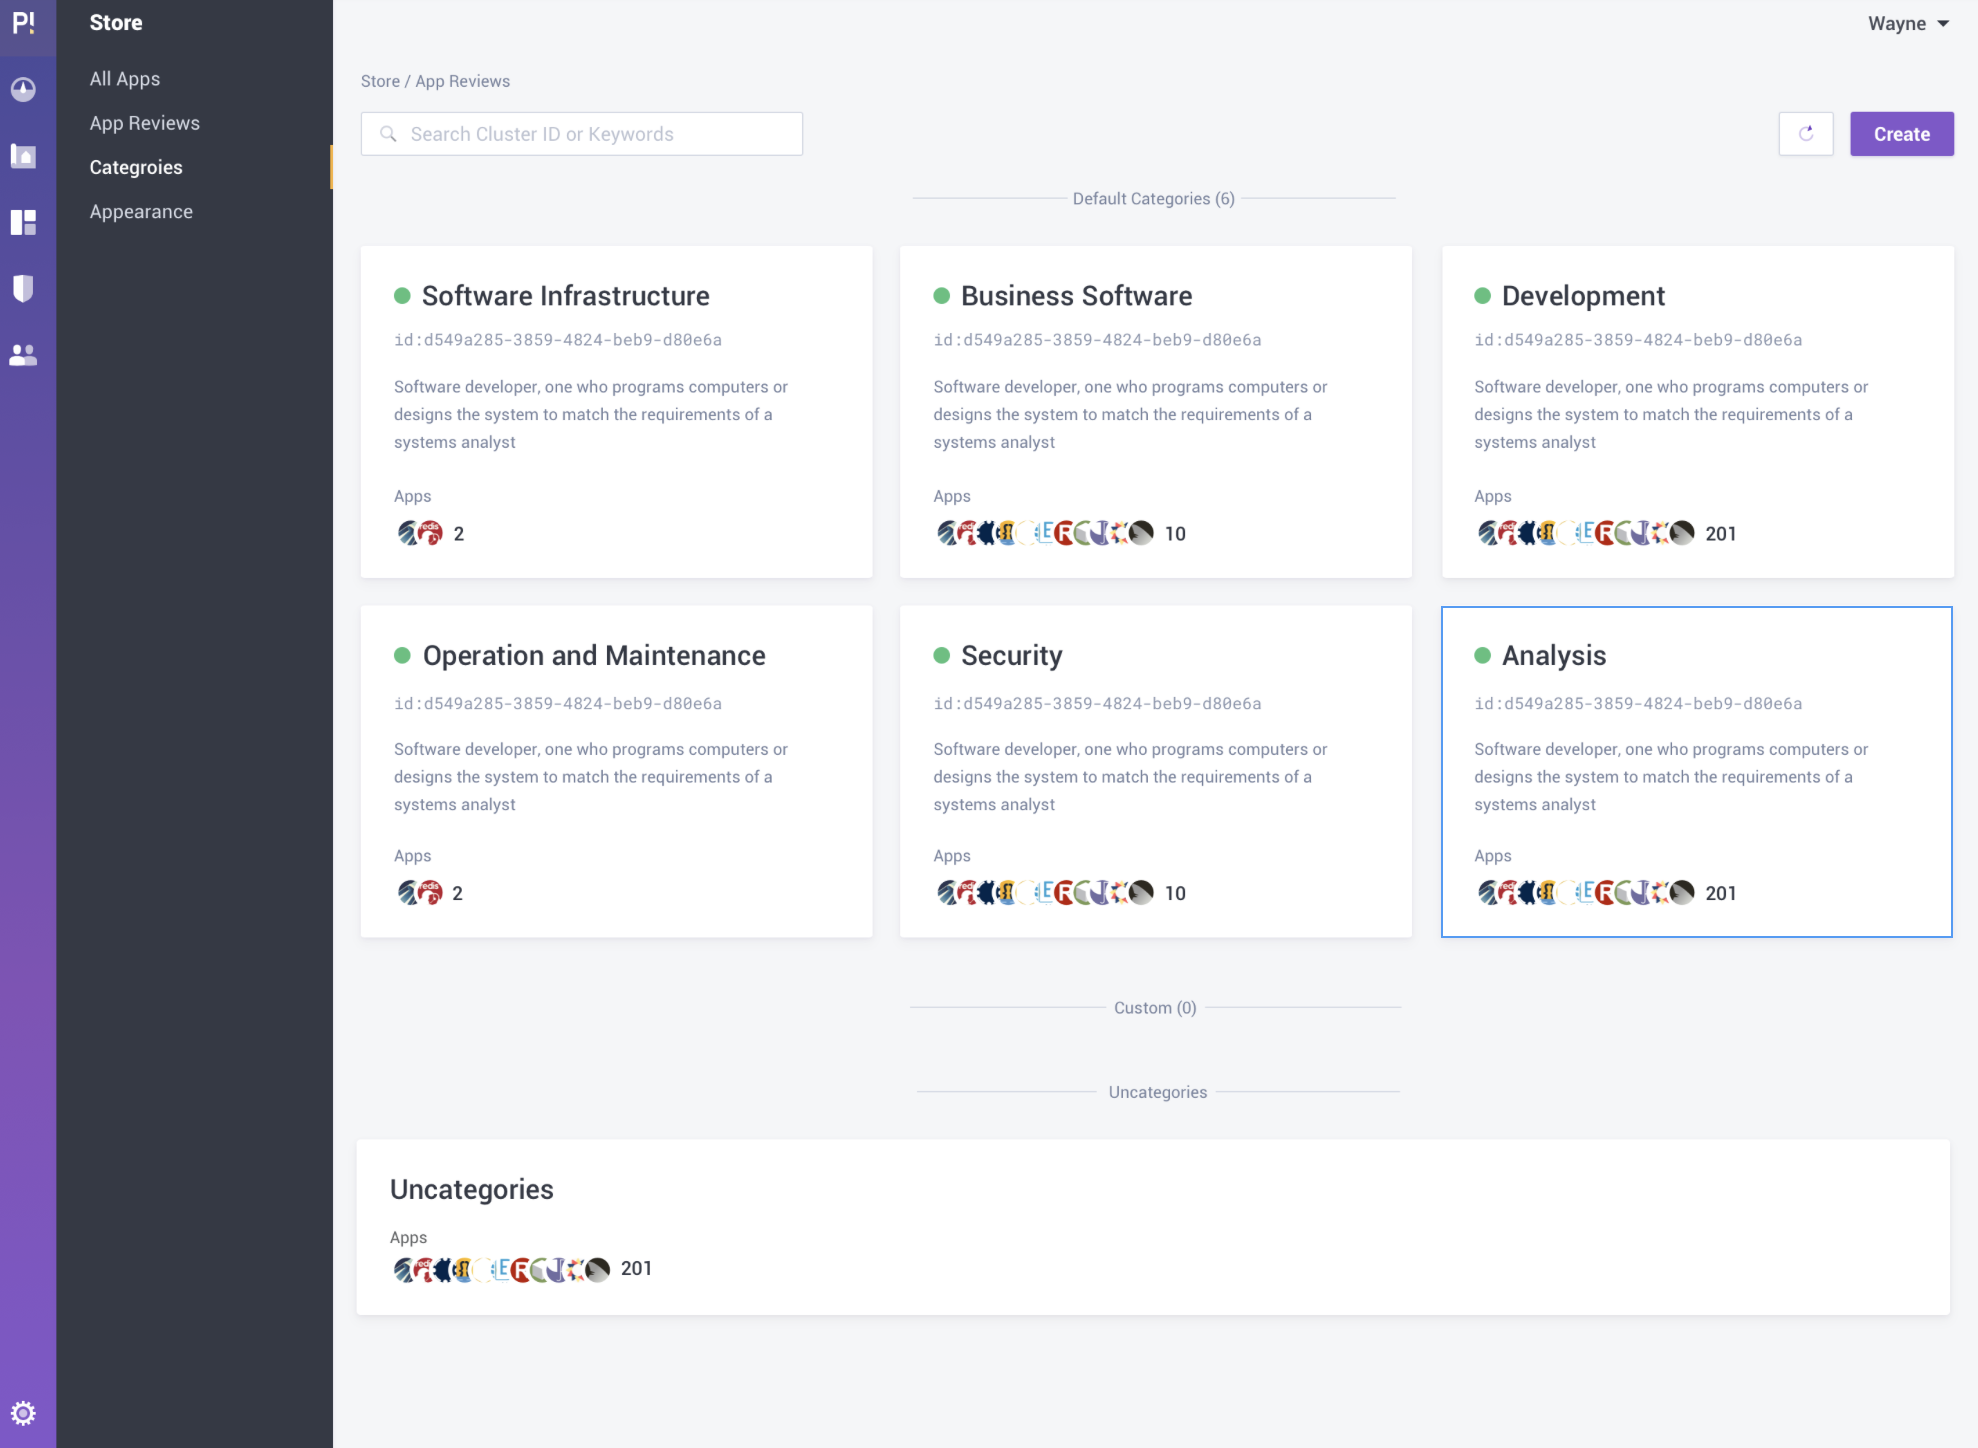 P!
Store
All Apps
App Reviews
Categroies
Appearance
Wayne
Store / App Reviews
Search Cluster ID or Keywords
Create
Default Categories (6)
Software Infrastructure
id:d549a285-3859-4824-beb9-d80e6a
Software developer, one who programs computers or
designs the system to match the requirements of a
systems analyst
Apps
redis
2
Business Software
id:d549a285-3859-4824-beb9-d80e6a
Software developer, one who programs computers or
designs the system to match the requirements of a
systems analyst
Apps
10
Development
id:d549a285-3859-4824-beb9-d80e6a
Software developer, one who programs computers or
designs the system to match the requirements of a
systems analyst
Apps
201
Operation and Maintenance
id:d549a285-3859-4824-beb9-d80e6a
Software developer, one who programs computers or
designs the system to match the requirements of a
systems analyst
Apps
redis
2
Security
id:d549a285-3859-4824-beb9-d80e6a
Software developer, one who programs computers or
designs the system to match the requirements of a
systems analyst
Apps
10
Analysis
id:d549a285-3859-4824-beb9-d80e6a
Software developer, one who programs computers or
designs the system to match the requirements of a
systems analyst
Apps
201
Custom (0)
Uncategories
Uncategories
Apps
201